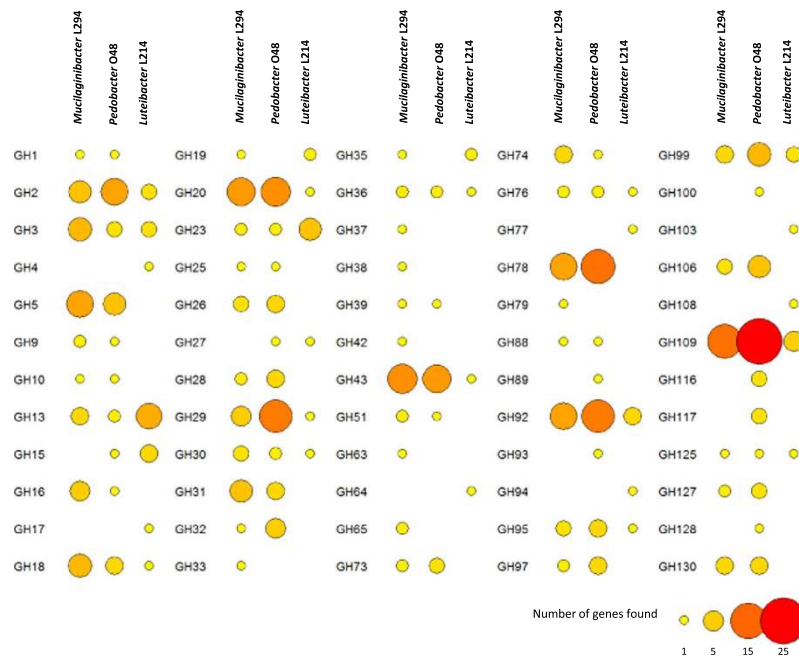 Mucilaginibacter L294 Pedobacter O48 Luteibacter L214 Mucilaginibacter L294 Pedobacter O48 Luteibacter L214 Mucilaginibacter L294 Pedobacter O48 Luteibacter L214 Mucilaginibacter L294 Pedobacter O48 Luteibacter L214 Mucilaginibacter L294 Pedobacter O48 Luteibacter L214
GH1 GH19 GH35 GH74 GH99
GH2 GH20 GH36 GH76 GH100
GH3 GH23 GH37 GH77 GH103
GH4 GH25 GH38 GH78 GH106
GH5 GH26 GH39 GH79 GH108
GH9 GH27 GH42 GH88 GH109
GH10 GH28 GH43 GH89 GH116
GH13 GH29 GH51 GH92 GH117
GH15 GH30 GH63 GH93 GH125
GH16 GH31 GH64 GH94 GH127
GH17 GH32 GH65 GH95 GH128
GH18 GH33 GH73 GH97 GH130
Number of genes found
1 5 15 25